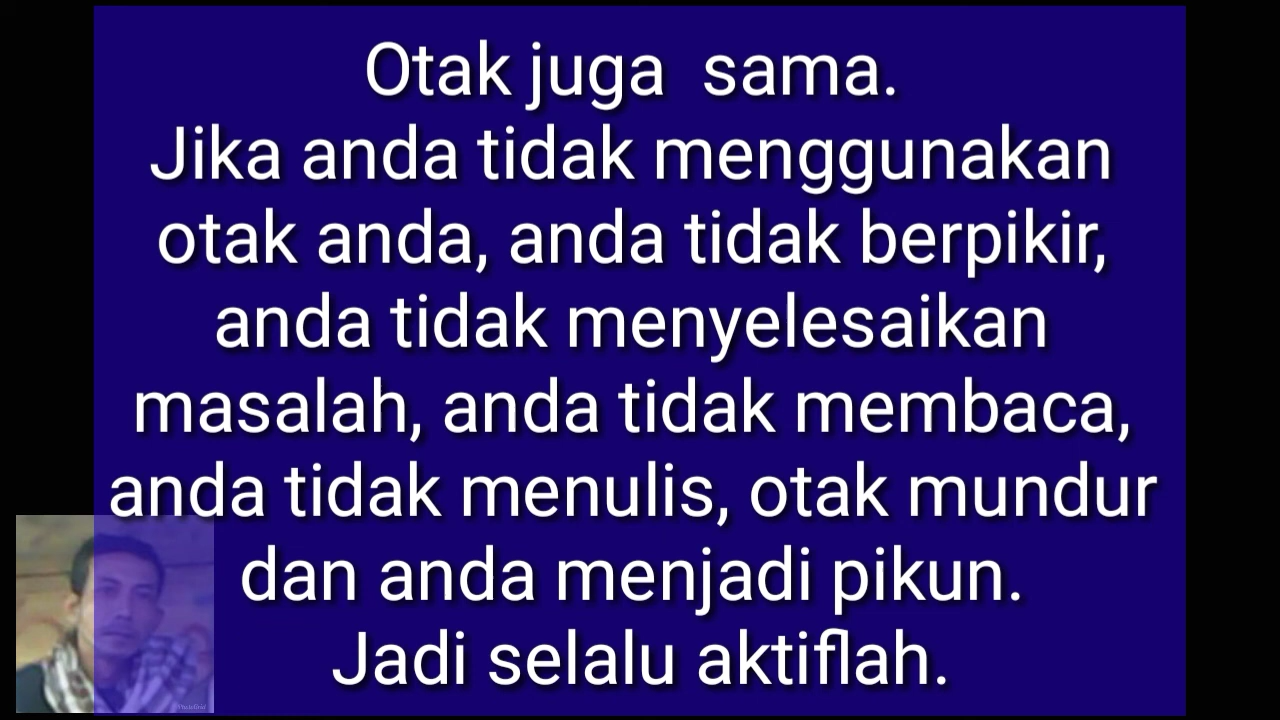 Otak juga sama.
Jika anda tidak menggunakan
otak anda, anda tidak berpikir,
anda tidak menyelesaikan
masalah, anda tidak membaca,
anda tidak menulis, otak mundur
dan anda menjadi pikun.
Jadi selalu aktiflah.
PhotoGrid